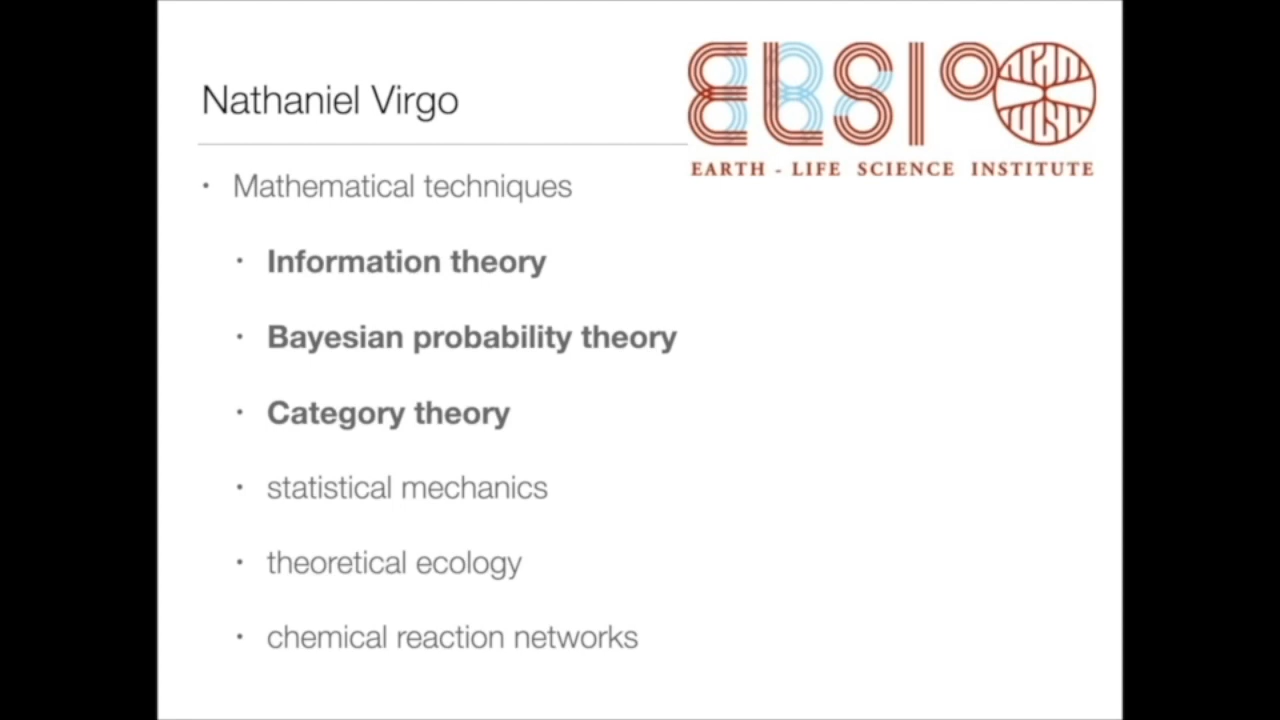 Nathaniel Virgo
ELSI
EARTH - LIFE SCIENCE INSTITUTE
• Mathematical techniques
• Information theory
• Bayesian probability theory
• Category theory
• statistical mechanics
• theoretical ecology
• chemical reaction networks